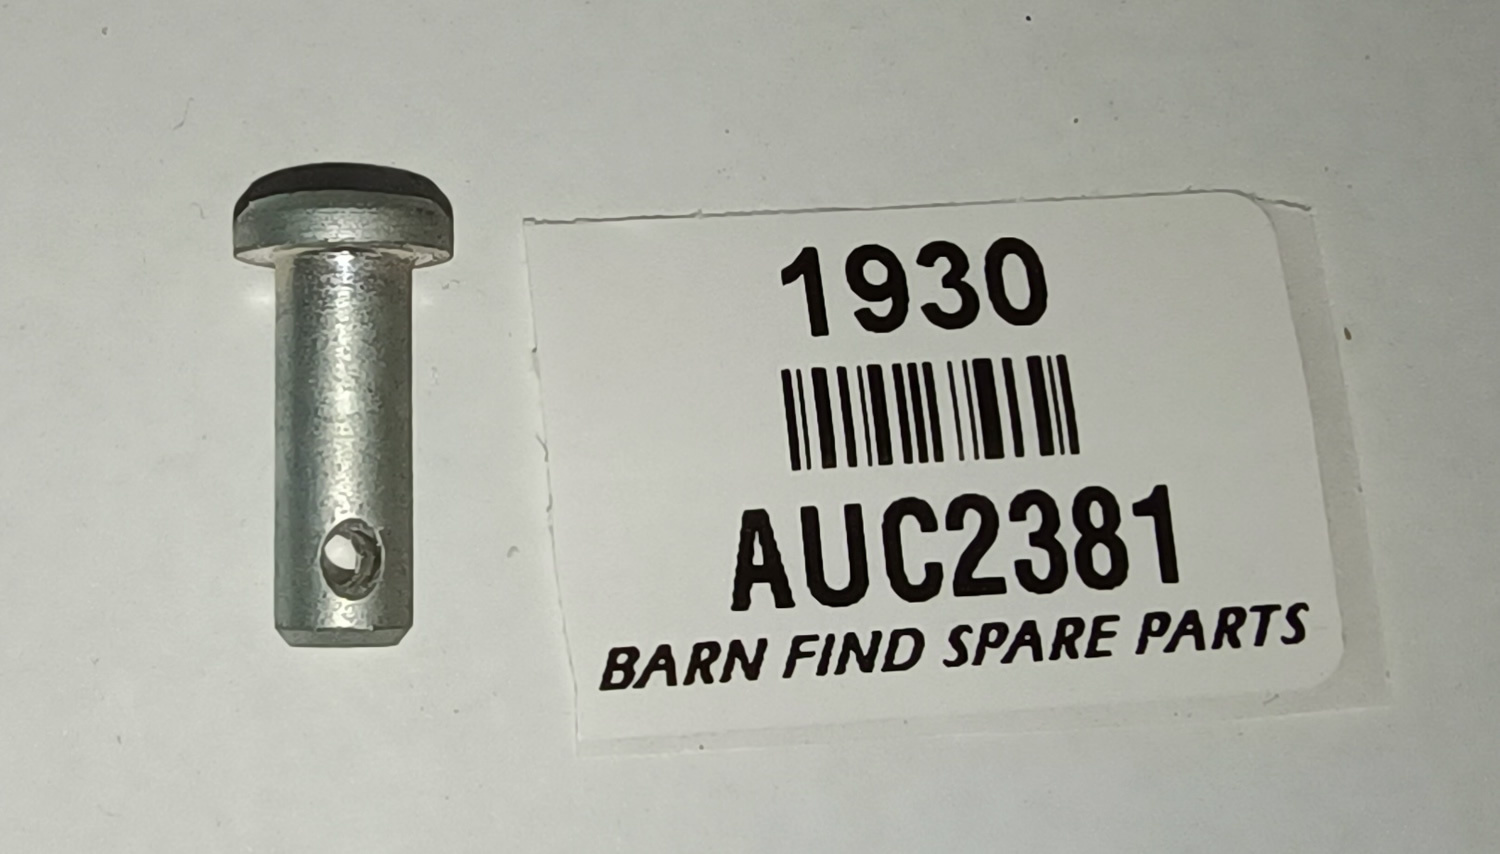 1930
AUC2381
BARN FIND SPARE PARTS